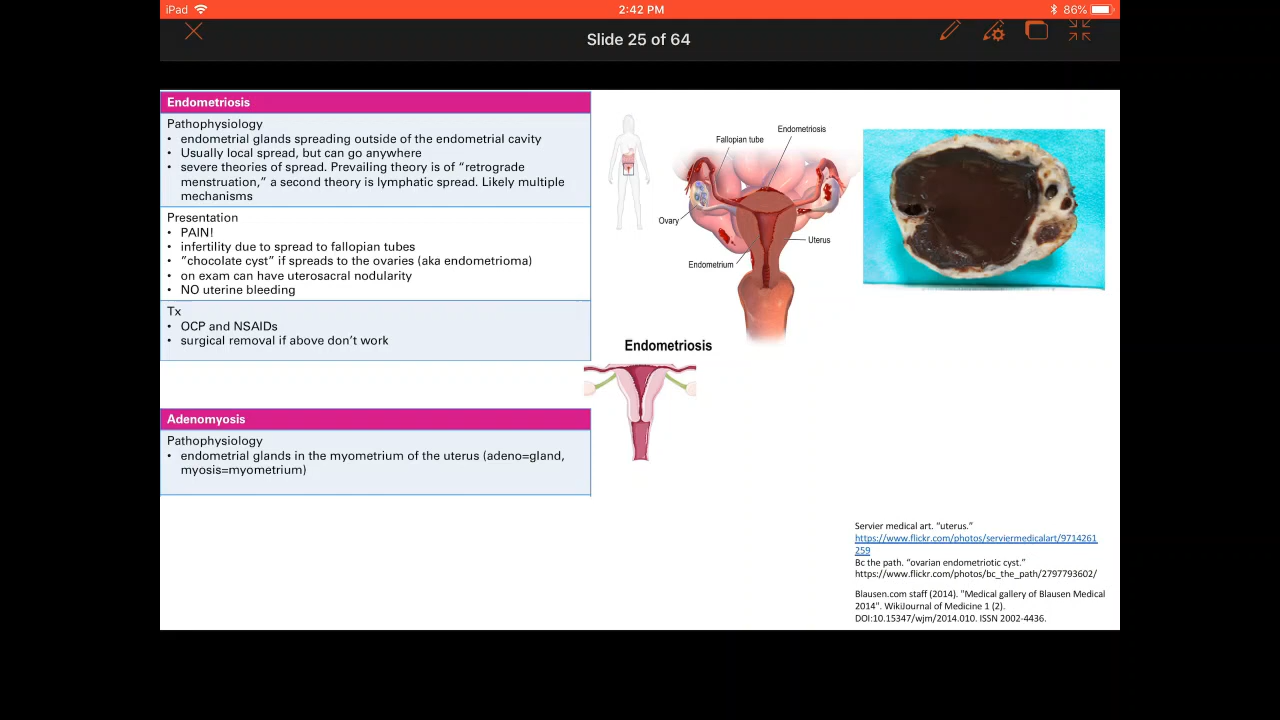 iPad
2:42 PM
86%
Slide 25 of 64
Endometriosis
Pathophysiology
• endometrial glands spreading outside of the endometrial cavity
• Usually local spread, but can go anywhere
• severe theories of spread. Prevailing theory is of “retrograde
menstruation,” a second theory is lymphatic spread. Likely multiple
mechanisms
Presentation
• PAIN!
• infertility due to spread to fallopian tubes
• ”chocolate cyst” if spreads to the ovaries (aka endometrioma)
• on exam can have uterosacral nodularity
• NO uterine bleeding
Tx
• OCP and NSAIDs
• surgical removal if above don’t work
Adenomyosis
Pathophysiology
• endometrial glands in the myometrium of the uterus (adeno=gland,
myosis=myometrium)
Endometriosis
Fallopian tube
Ovary
Uterus
Endometrium
Endometriosis
Servier medical art. “uterus.”
https://www.flickr.com/photos/serviermedicalart/9714261
259
Bc the path. “ovarian endometriotic cyst.”
https://www.flickr.com/photos/bc_the_path/2797793602/
Blausen.com staff (2014). "Medical gallery of Blausen Medical
2014". WikiJournal of Medicine 1 (2).
DOI:10.15347/wjm/2014.010. ISSN 2002-4436.